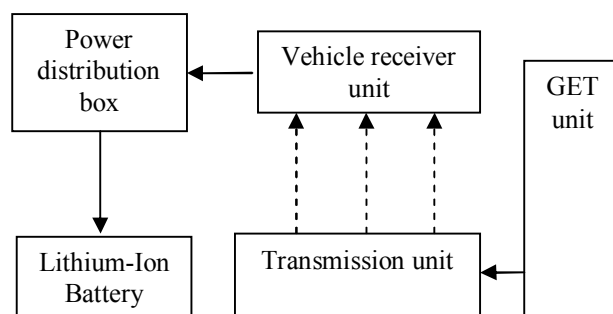 Power
distribution
box
Vehicle receiver
unit
GET
unit
Lithium-Ion
Battery
Transmission unit